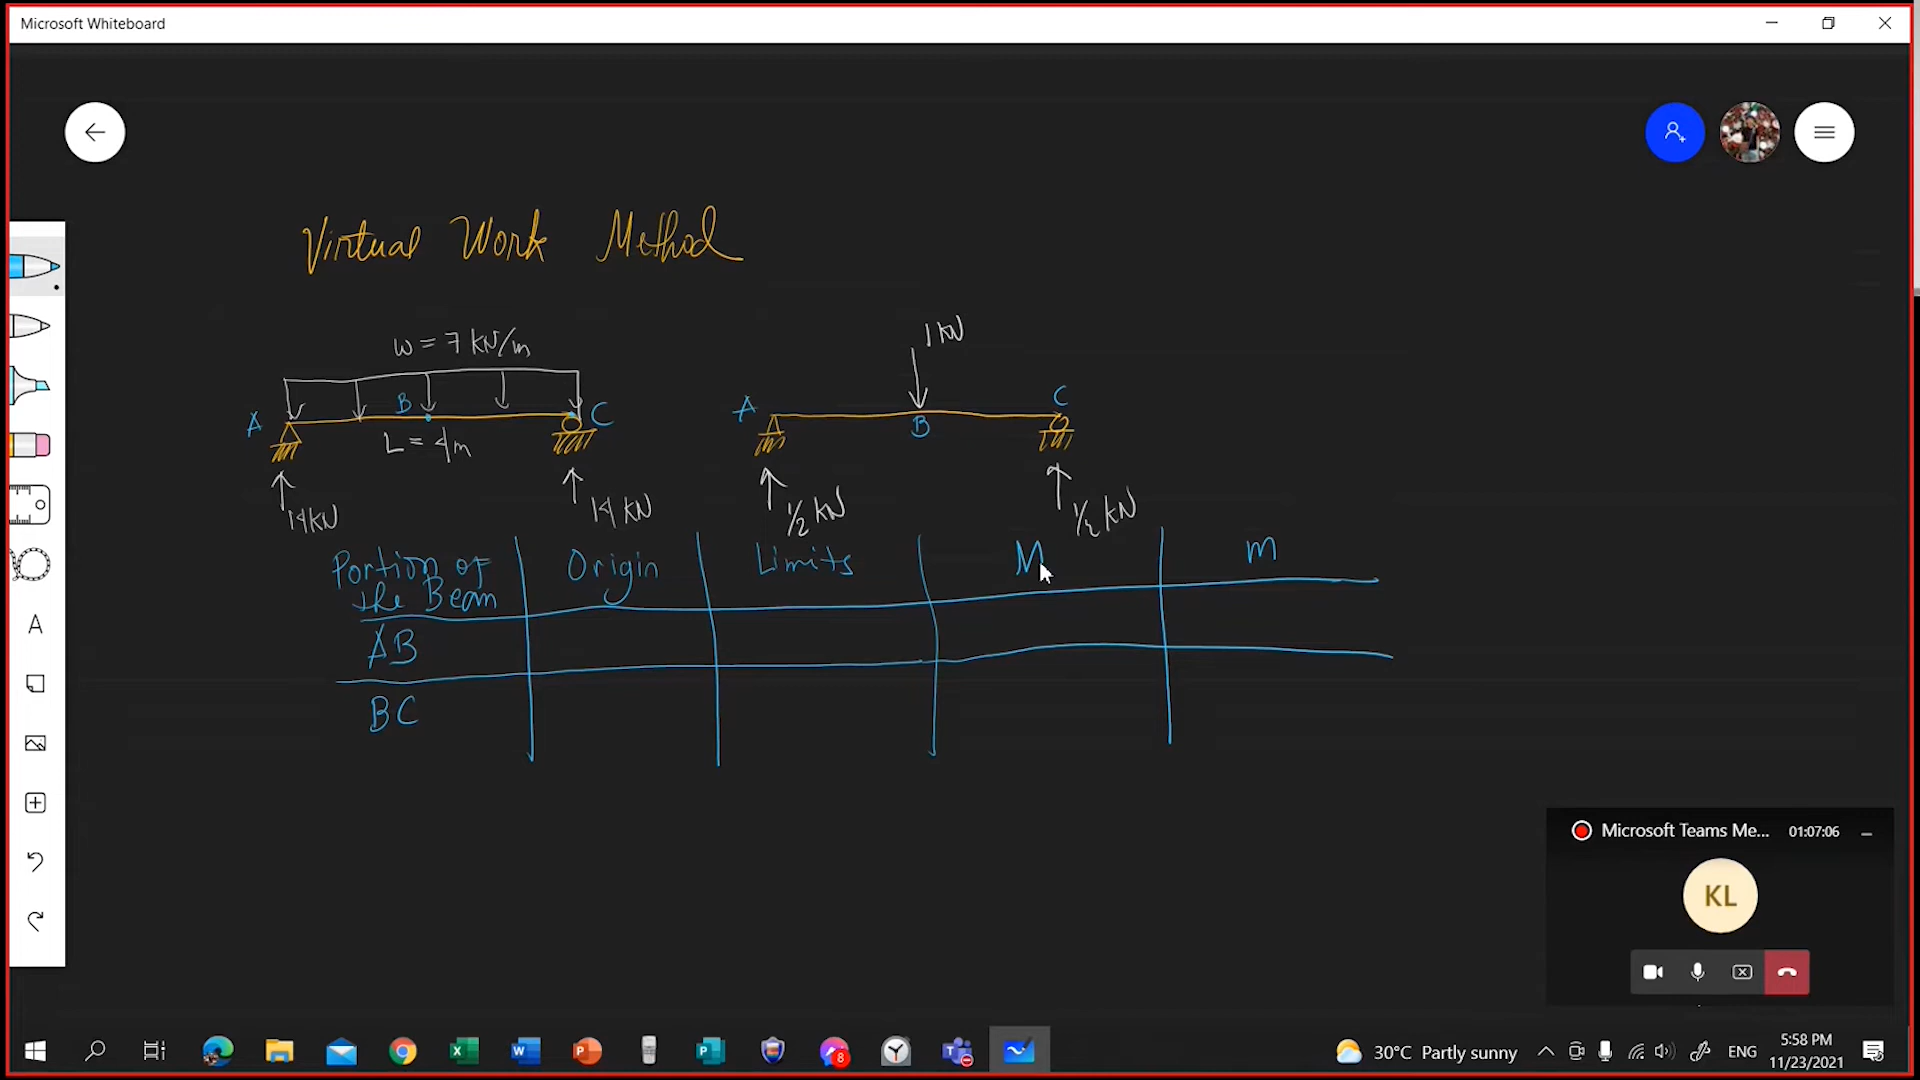 Microsoft Whiteboard
Virtual Work Method
w = 7 kN/m
1 kN
A
B
C
A
B
C
L = 4m
14 kN
14 kN
1/2 kN
1/2 kN
Portion of the Beam
Origin
Limits
M
m
AB
BC
A
Microsoft Teams Me...
01:07:06
KL
8
30°C Partly sunny
ENG
5:58 PM
11/23/2021